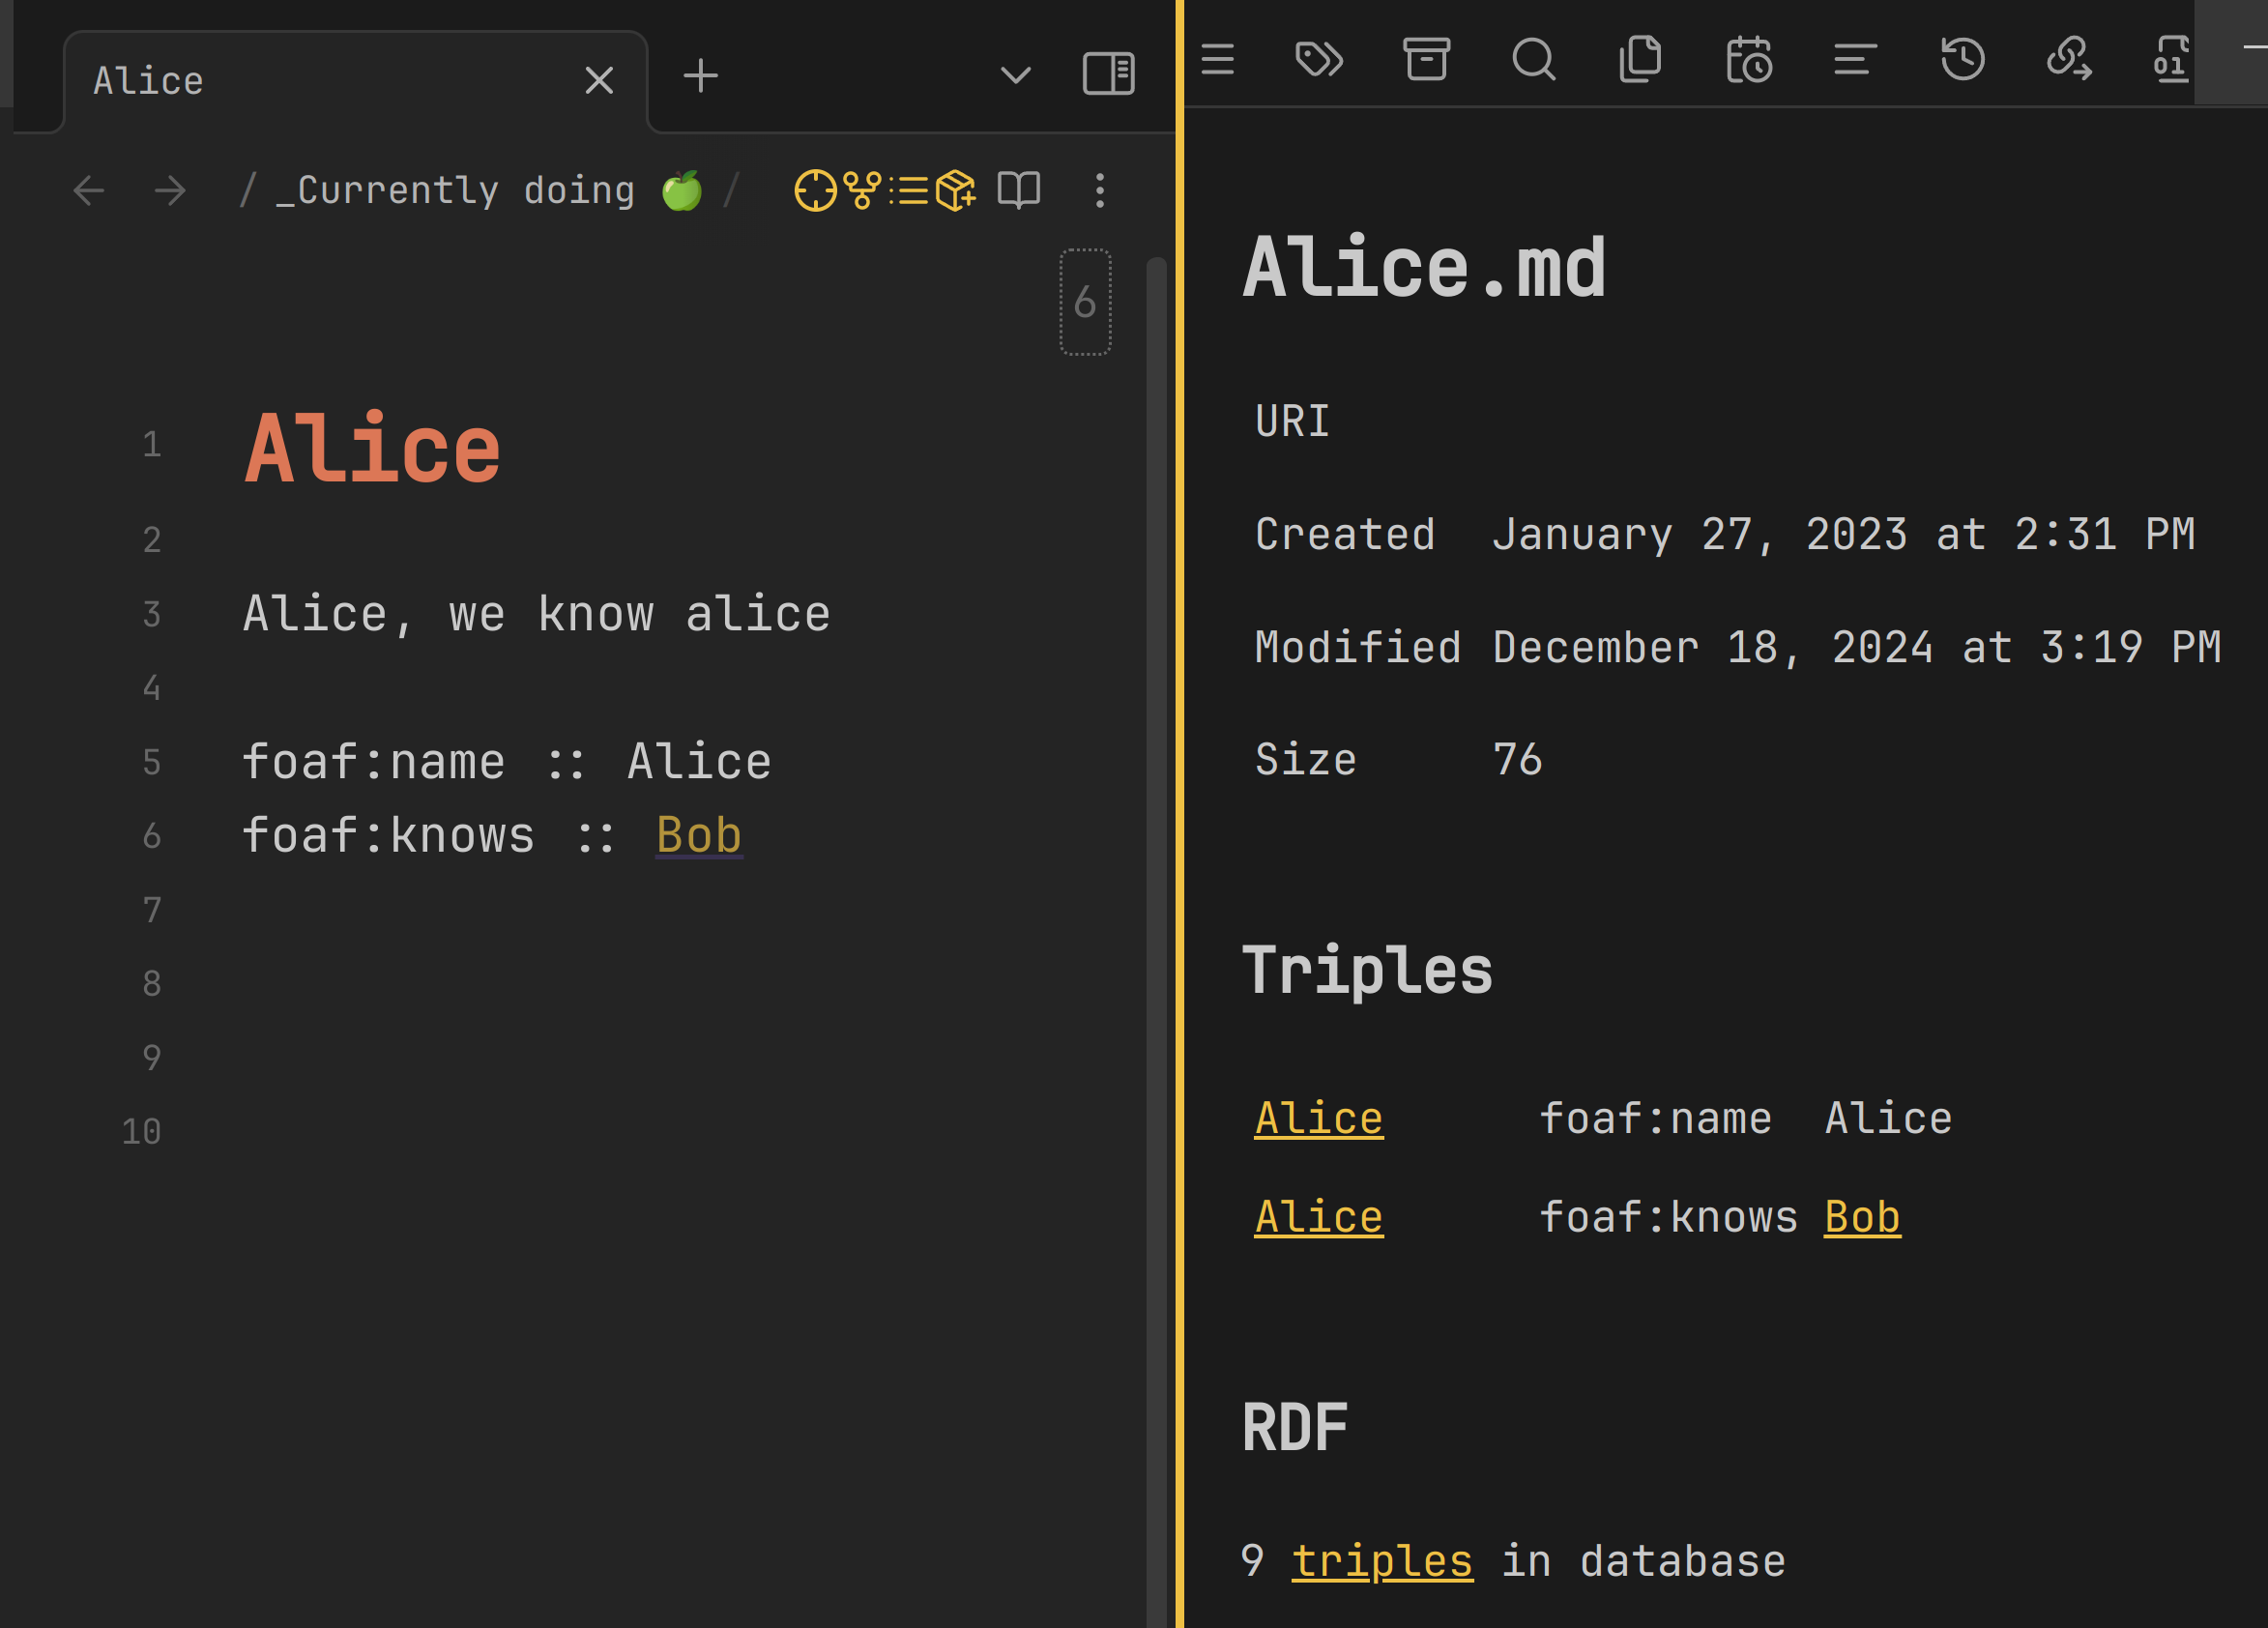 Alice
/ _Currently doing 🍏 /
6
1 Alice
2
3 Alice, we know alice
4
5 foaf:name :: Alice
6 foaf:knows :: Bob
7
8
9
10
01
Alice.md
URI
Created January 27, 2023 at 2:31 PM
Modified December 18, 2024 at 3:19 PM
Size 76
Triples
Alice foaf:name Alice
Alice foaf:knows Bob
RDF
9 triples in database